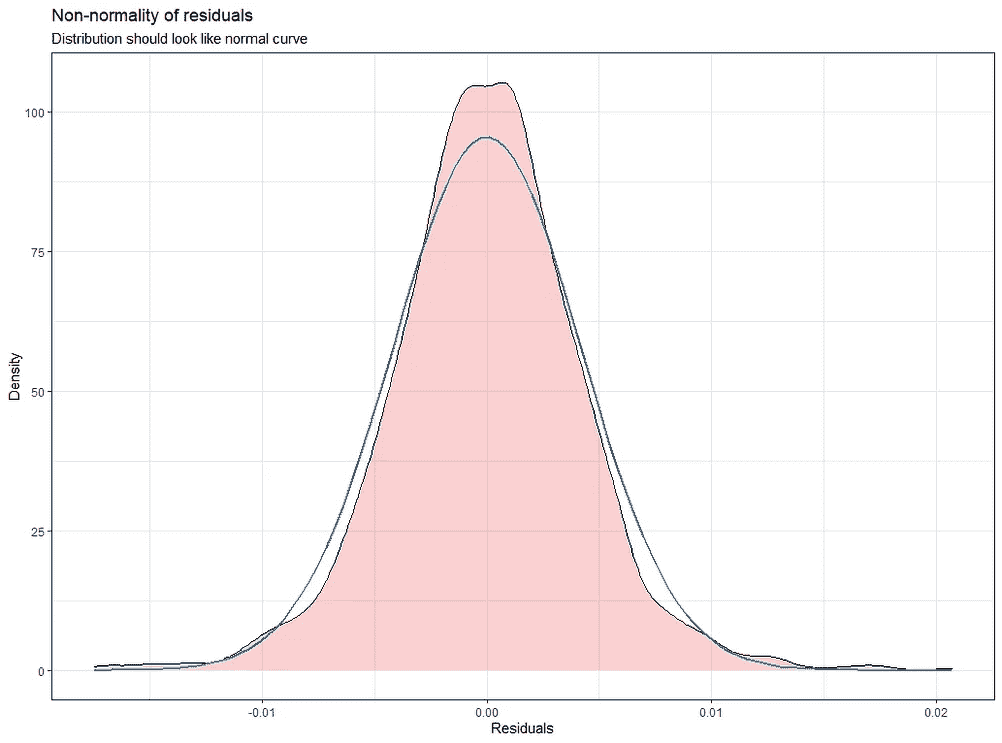 Non-normality of residuals
Distribution should look like normal curve
100
75
50
25
0
Density
-0.01
0.00
0.01
0.02
Residuals